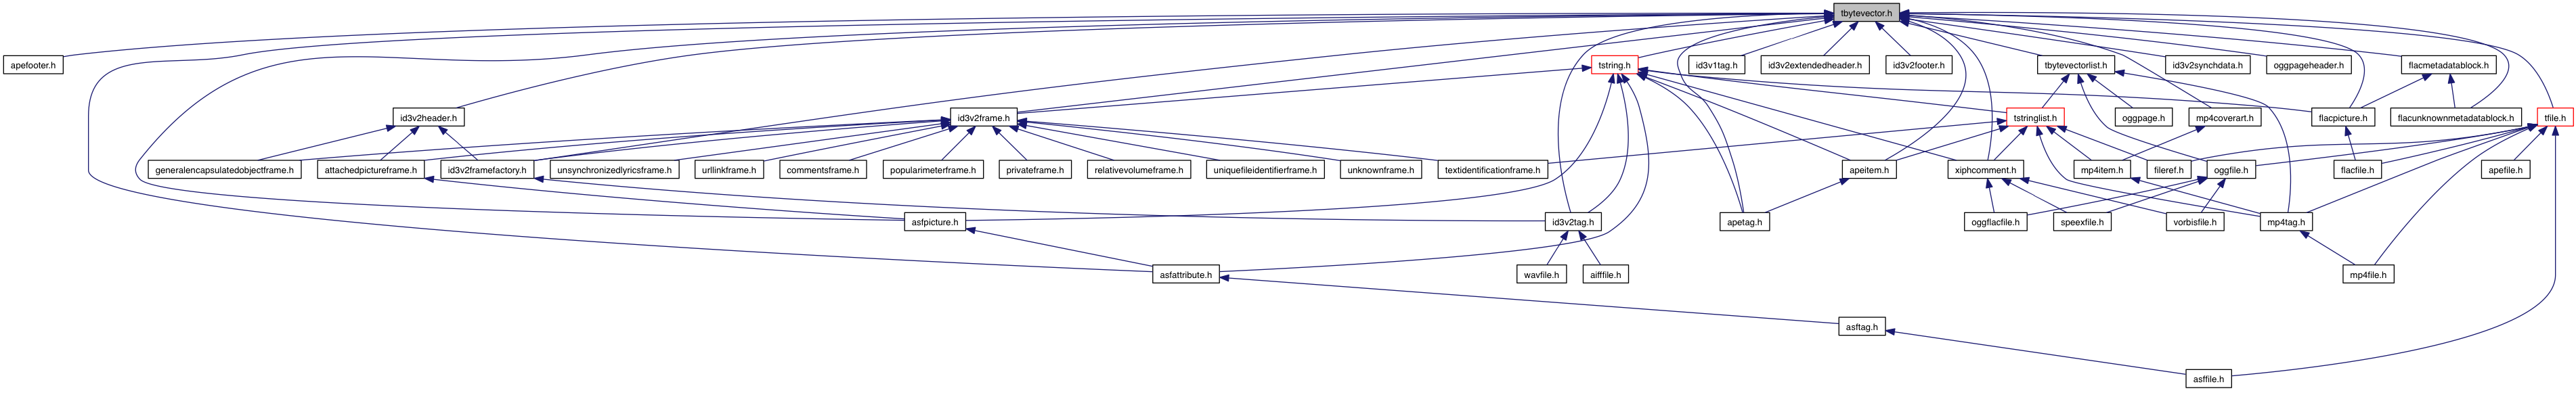 tbytevector.h
apefooter.h
tstring.h
id3v1tag.h
id3v2extendedheader.h
id3v2footer.h
tbytevectorlist.h
id3v2synchdata.h
oggpageheader.h
flacmetadatablock.h
id3v2header.h
id3v2frame.h
tstringlist.h
oggpage.h
mp4coverart.h
flacpicture.h
flacunknownmetadatablock.h
tfile.h
generalencapsulatedobjectframe.h
attachedpictureframe.h
id3v2framefactory.h
unsynchronizedlyricsframe.h
urllinkframe.h
commentsframe.h
popularimeterframe.h
privateframe.h
relativevolumeframe.h
uniquefileidentifierframe.h
unknownframe.h
textidentificationframe.h
apeitem.h
xiphcomment.h
mp4item.h
fileref.h
oggfile.h
flacfile.h
apefile.h
asfpicture.h
id3v2tag.h
apetag.h
oggflacfile.h
speexfile.h
vorbisfile.h
mp4tag.h
asfattribute.h
wavfile.h
aifffile.h
mp4file.h
asftag.h
asffile.h